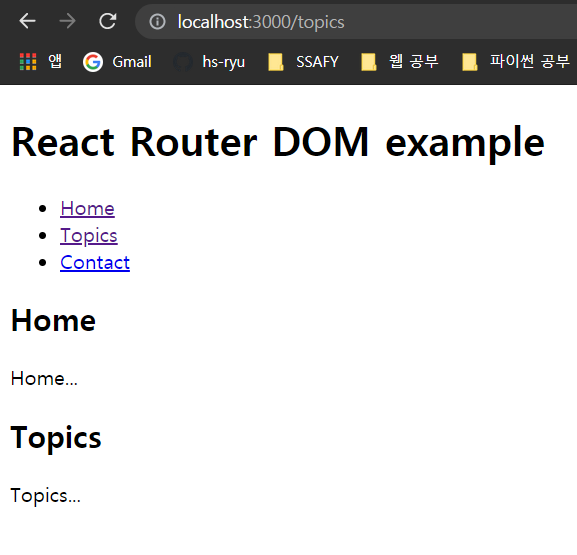 localhost:3000/topics
앱 Gmail hs-ryu SSAFY 웹 공부 파이썬 공부
React Router DOM example
Home
Topics
Contact
Home
Home...
Topics
Topics...